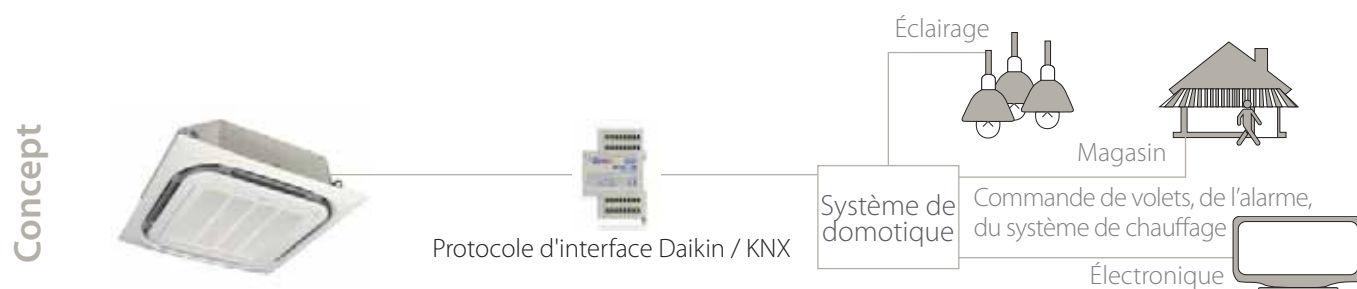 Concept
Protocole d'interface Daikin / KNX
Système de
domotique
Éclairage
Magasin
Commande de volets, de l'alarme,
du système de chauffage
Électronique